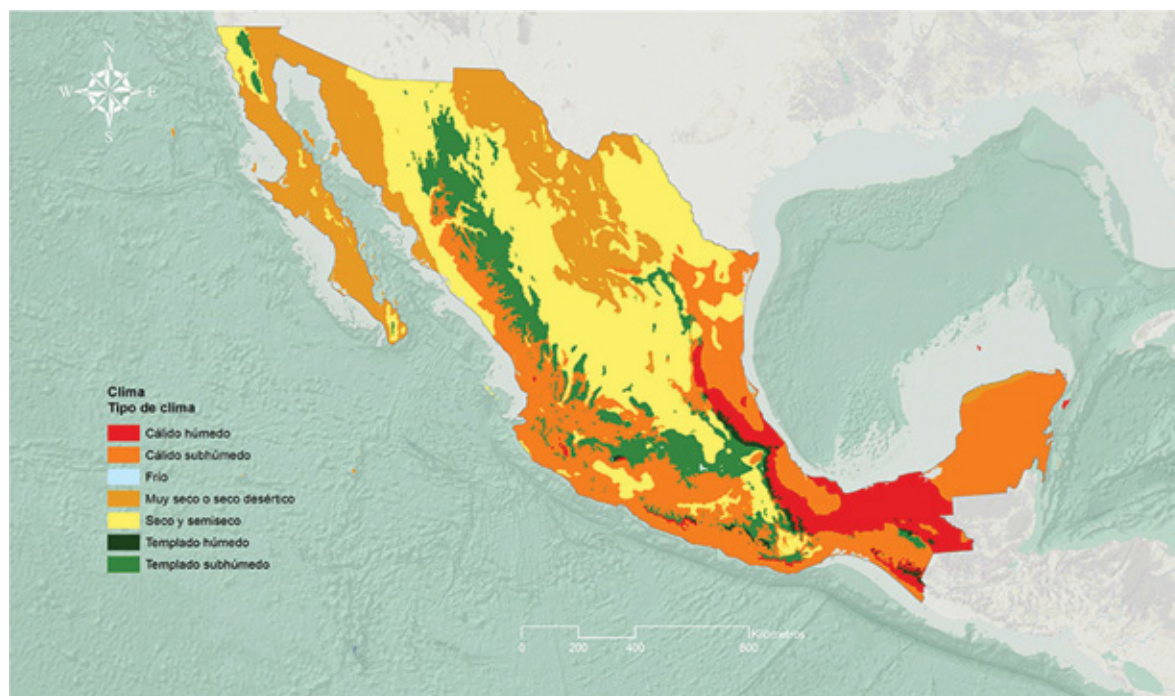 N
W E
S
Clima
Tipo de clima
Cálido húmedo
Cálido subhúmedo
Frío
Muy seco o seco desértico
Seco y semiseco
Templado húmedo
Templado subhúmedo
Kilómetros
0 200 400 600